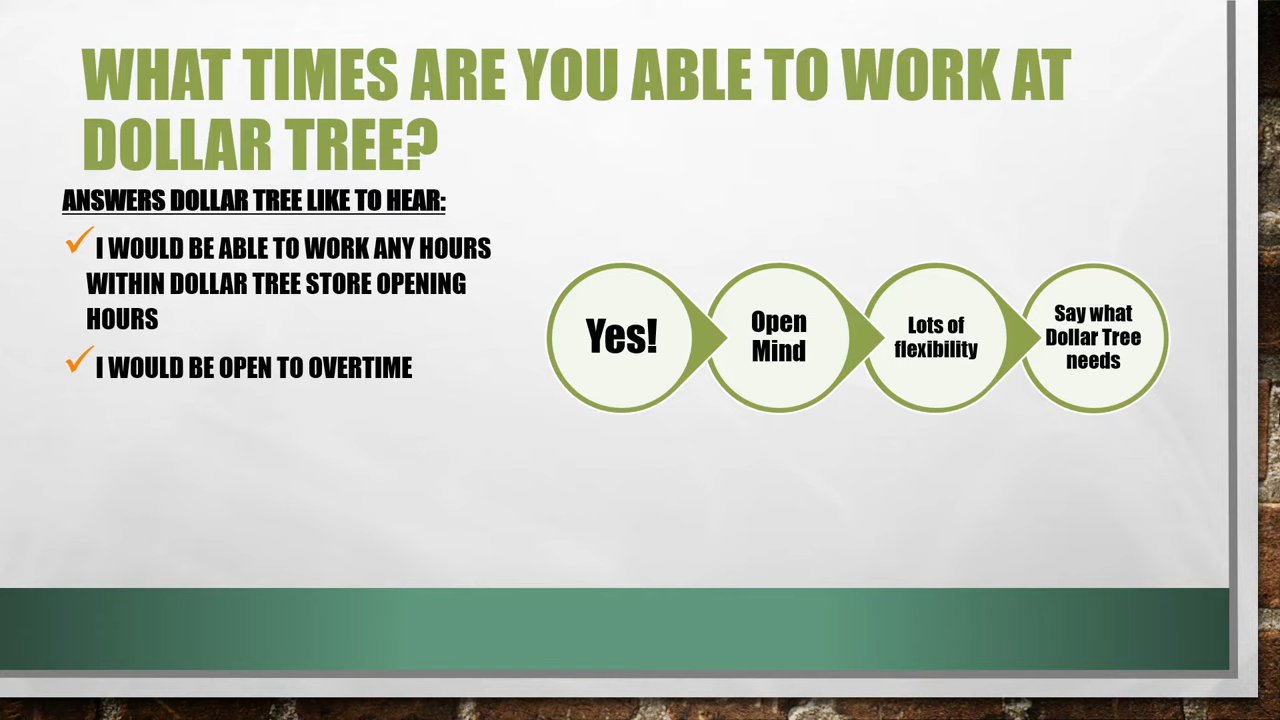 WHAT TIMES ARE YOU ABLE TO WORK AT
DOLLAR TREE?
ANSWERS DOLLAR TREE LIKE TO HEAR:
I WOULD BE ABLE TO WORK ANY HOURS
WITHIN DOLLAR TREE STORE OPENING
HOURS
I WOULD BE OPEN TO OVERTIME
Yes!
Open
Mind
Lots of
flexibility
Say what
Dollar Tree
needs